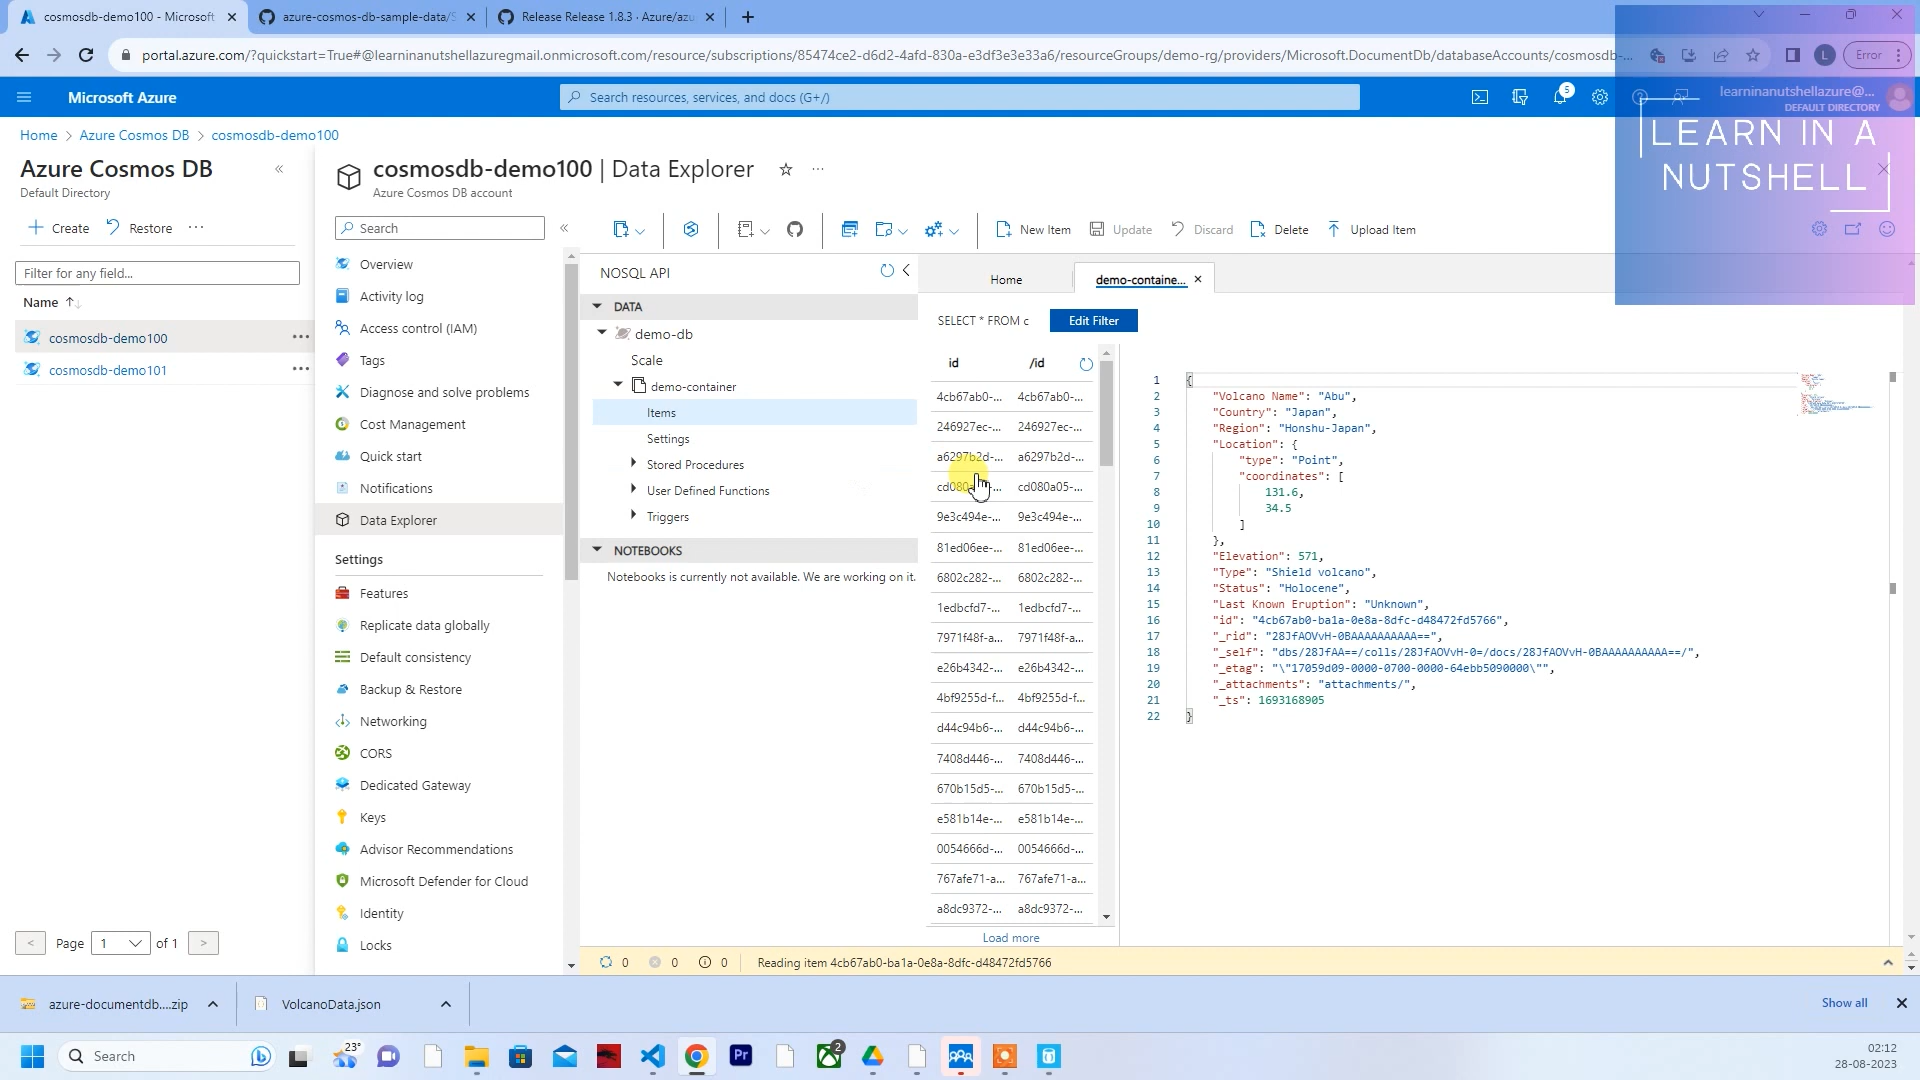 cosmosdb-demo100 - Microsoft
azure-cosmos-db-sample-data/S
Release Release 1.8.3 · Azure/azu
portal.azure.com/?quickstart=True#@learninanutshellazuregmail.onmicrosoft.com/resource/subscriptions/85474ce2-d6d2-4afd-830a-e3df3e3e33a6/resourceGroups/demo-rg/providers/Microsoft.DocumentDb/databaseAccounts/cosmosdb-...
L
Error
Microsoft Azure
Search resources, services, and docs (G+/)
5
learninanutshellazure@...
DEFAULT DIRECTORY
LEARN IN A
NUTSHELL
Home > Azure Cosmos DB > cosmosdb-demo100
Azure Cosmos DB
Default Directory
Create
Restore
Filter for any field...
Name
cosmosdb-demo100
cosmosdb-demo101
< Page 1 of 1 >
cosmosdb-demo100 | Data Explorer
Azure Cosmos DB account
Search
Overview
Activity log
Access control (IAM)
Tags
Diagnose and solve problems
Cost Management
Quick start
Notifications
Data Explorer
Settings
Features
Replicate data globally
Default consistency
Backup & Restore
Networking
CORS
Dedicated Gateway
Keys
Advisor Recommendations
Microsoft Defender for Cloud
Identity
Locks
New Item
Update
Discard
Delete
Upload Item
NOSQL API
DATA
demo-db
Scale
demo-container
Items
Settings
Stored Procedures
User Defined Functions
Triggers
NOTEBOOKS
Notebooks is currently not available. We are working on it.
Home
demo-containe...
SELECT * FROM c
Edit Filter
id /id
4cb67ab0-... 4cb67ab0-...
246927ec-... 246927ec-...
a6297b2d-... a6297b2d-...
cd080a... cd080a05-...
9e3c494e-... 9e3c494e-...
81ed06ee-... 81ed06ee-...
6802c282-... 6802c282-...
1edbcfd7-... 1edbcfd7-...
7971f48f-a... 7971f48f-a...
e26b4342-... e26b4342-...
4bf9255d-f... 4bf9255d-f...
d44c94b6-... d44c94b6-...
7408d446-... 7408d446-...
670b15d5-... 670b15d5-...
e581b14e-... e581b14e-...
0054666d-... 0054666d-...
767afe71-a... 767afe71-a...
a8dc9372-... a8dc9372-...
Load more
1 {
2 "Volcano Name": "Abu",
3 "Country": "Japan",
4 "Region": "Honshu-Japan",
5 "Location": {
6 "type": "Point",
7 "coordinates": [
8 131.6,
9 34.5
10 ]
11 },
12 "Elevation": 571,
13 "Type": "Shield volcano",
14 "Status": "Holocene",
15 "Last Known Eruption": "Unknown",
16 "id": "4cb67ab0-ba1a-0e8a-8dfc-d48472fd5766",
17 "_rid": "28JfAOVvH-0BAAAAAAAAAA==",
18 "_self": "dbs/28JfAA==/colls/28JfAOVvH-0=/docs/28JfAOVvH-0BAAAAAAAAAA==/",
19 "_etag": "\"17059d09-0000-0700-0000-64ebb5090000\"",
20 "_attachments": "attachments/",
21 "_ts": 1693168905
22 }
0 0 0 Reading item 4cb67ab0-ba1a-0e8a-8dfc-d48472fd5766
azure-documentdb....zip
VolcanoData.json
Show all
Search
23°
Pr
2
02:12
28-08-2023